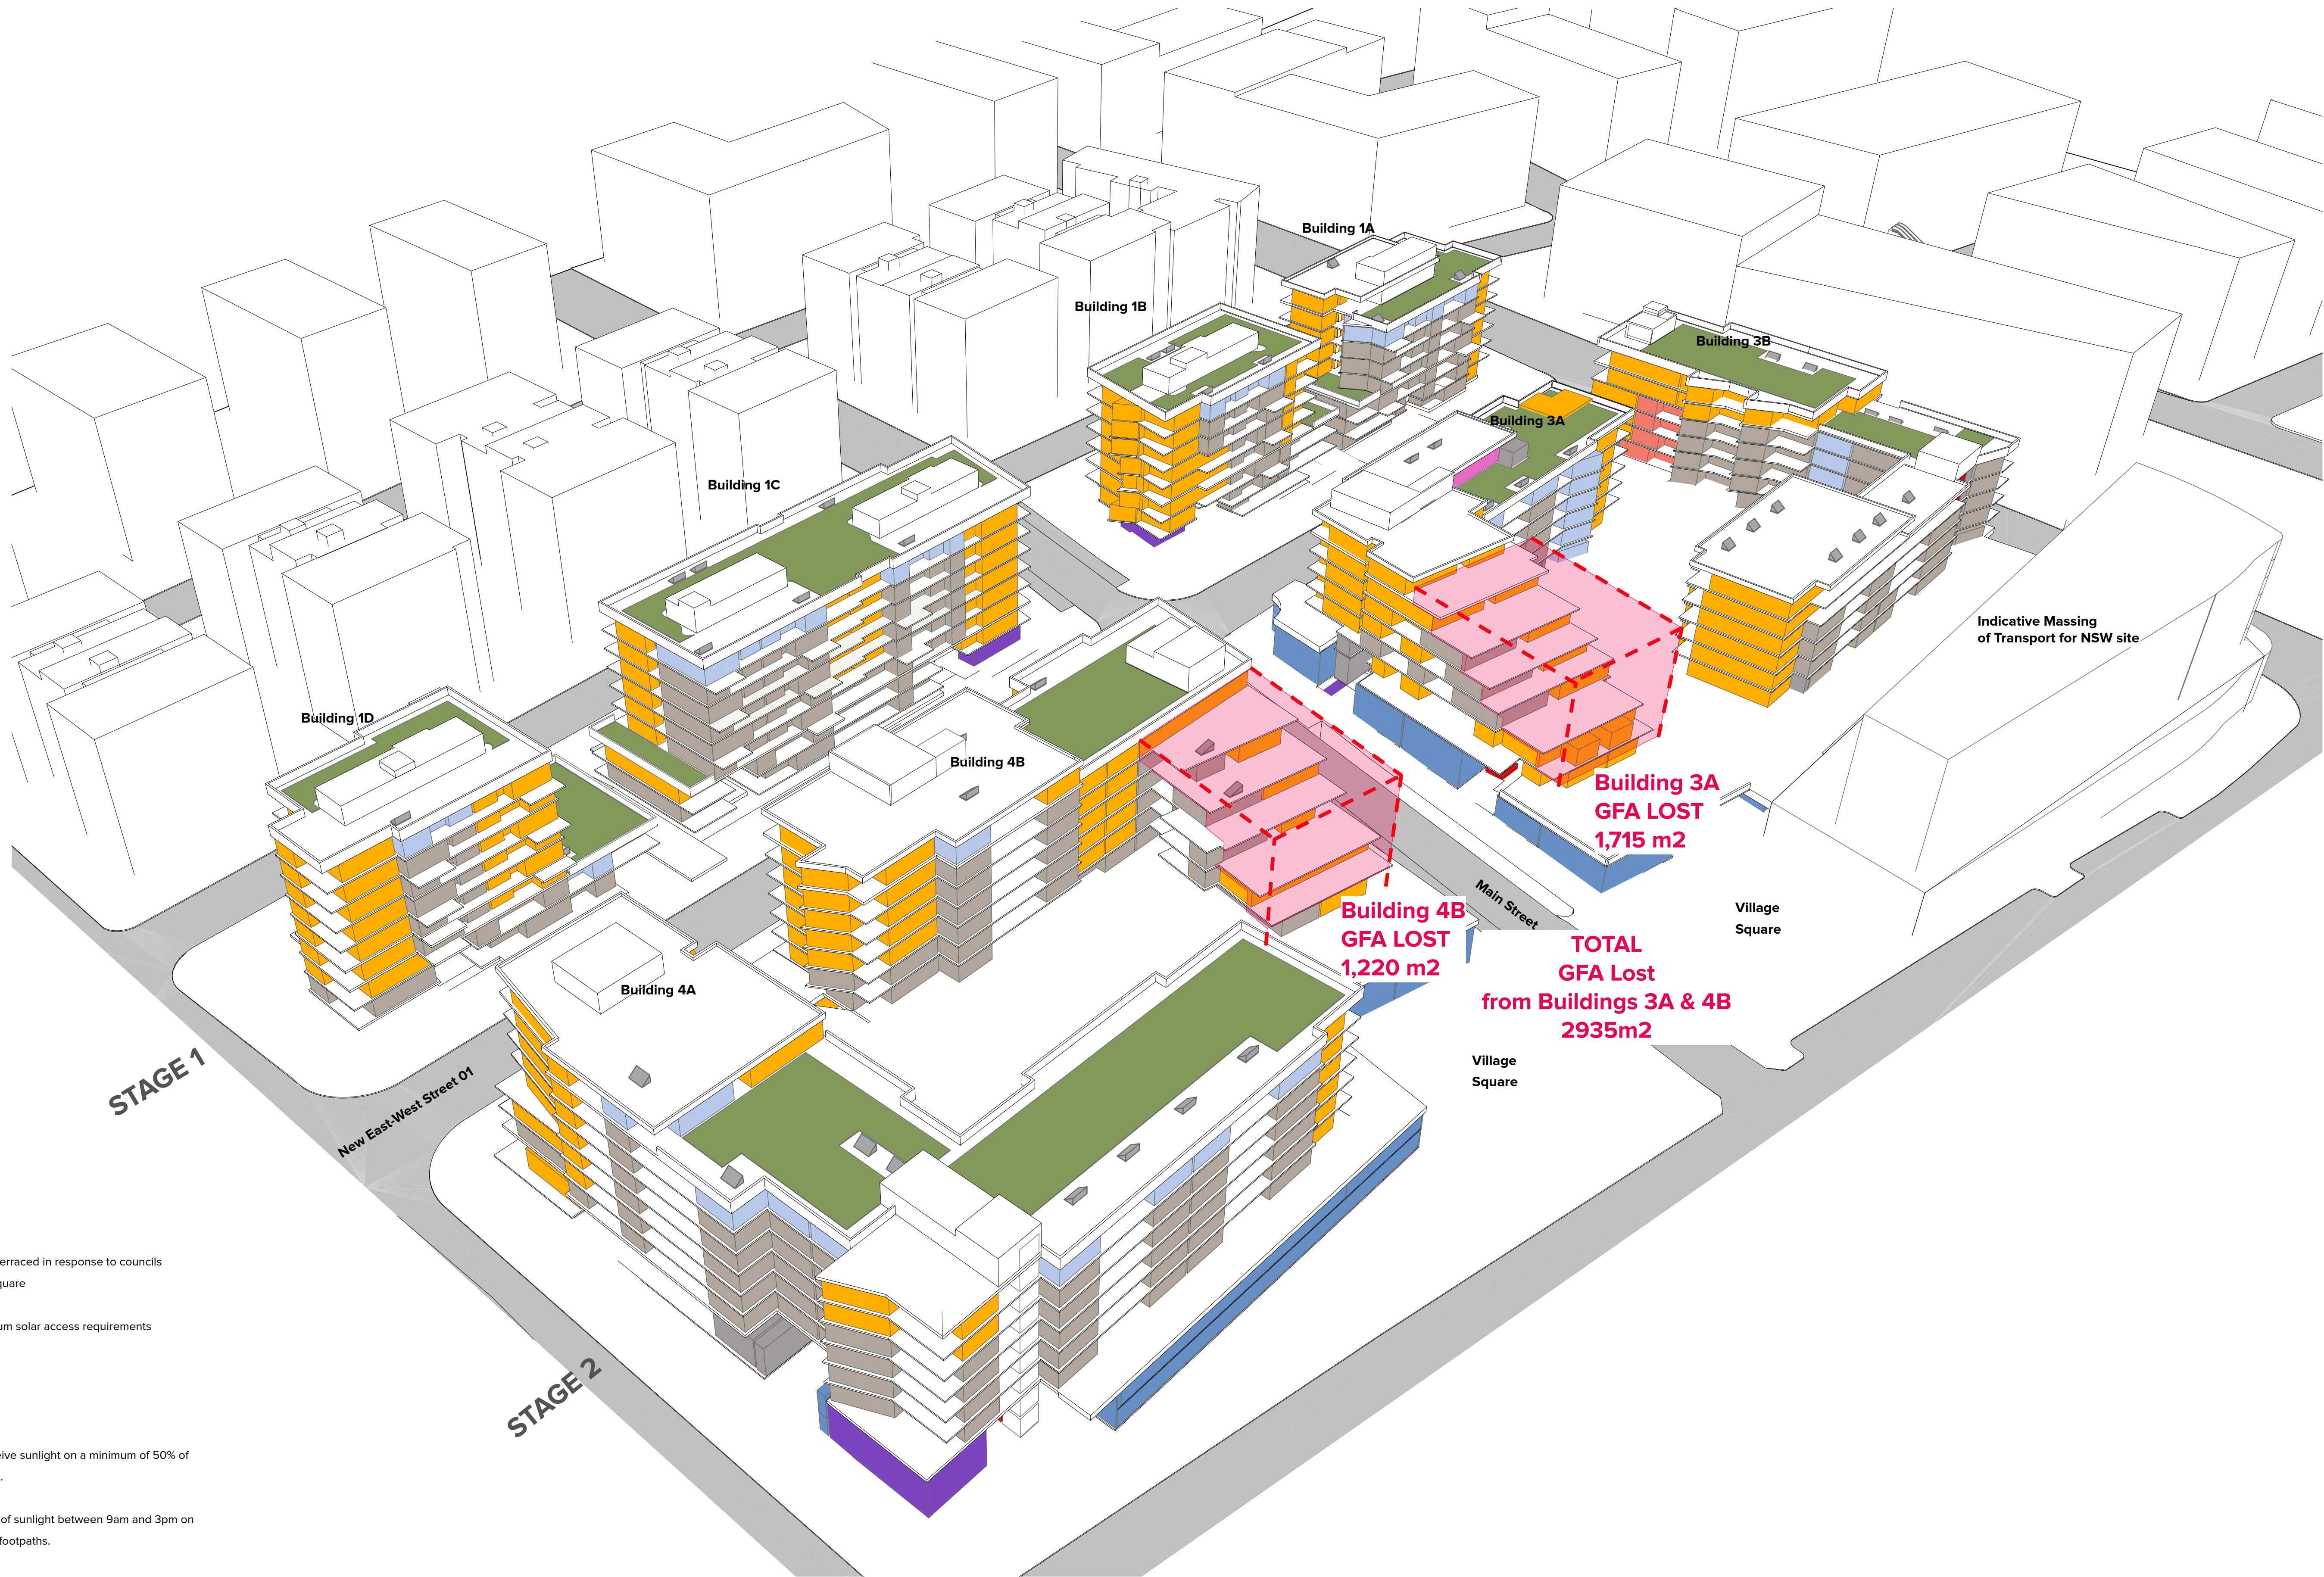 Building 1A
Building 1B
Building 3B
Building 3A
Building 1C
Indicative Massing
of Transport for NSW site
Building 1D
Building 4B
Building 3A
GFA LOST
1,715 m2
Main Street
Village
Square
Building 4B
GFA LOST
1,220 m2
TOTAL
GFA Lost
from Buildings 3A & 4B
2935m2
Building 4A
Village
Square
STAGE 1
New East-West Street 01
STAGE 2
erraced in response to councils
quare
um solar access requirements
eive sunlight on a minimum of 50% of
.
of sunlight between 9am and 3pm on
footpaths.